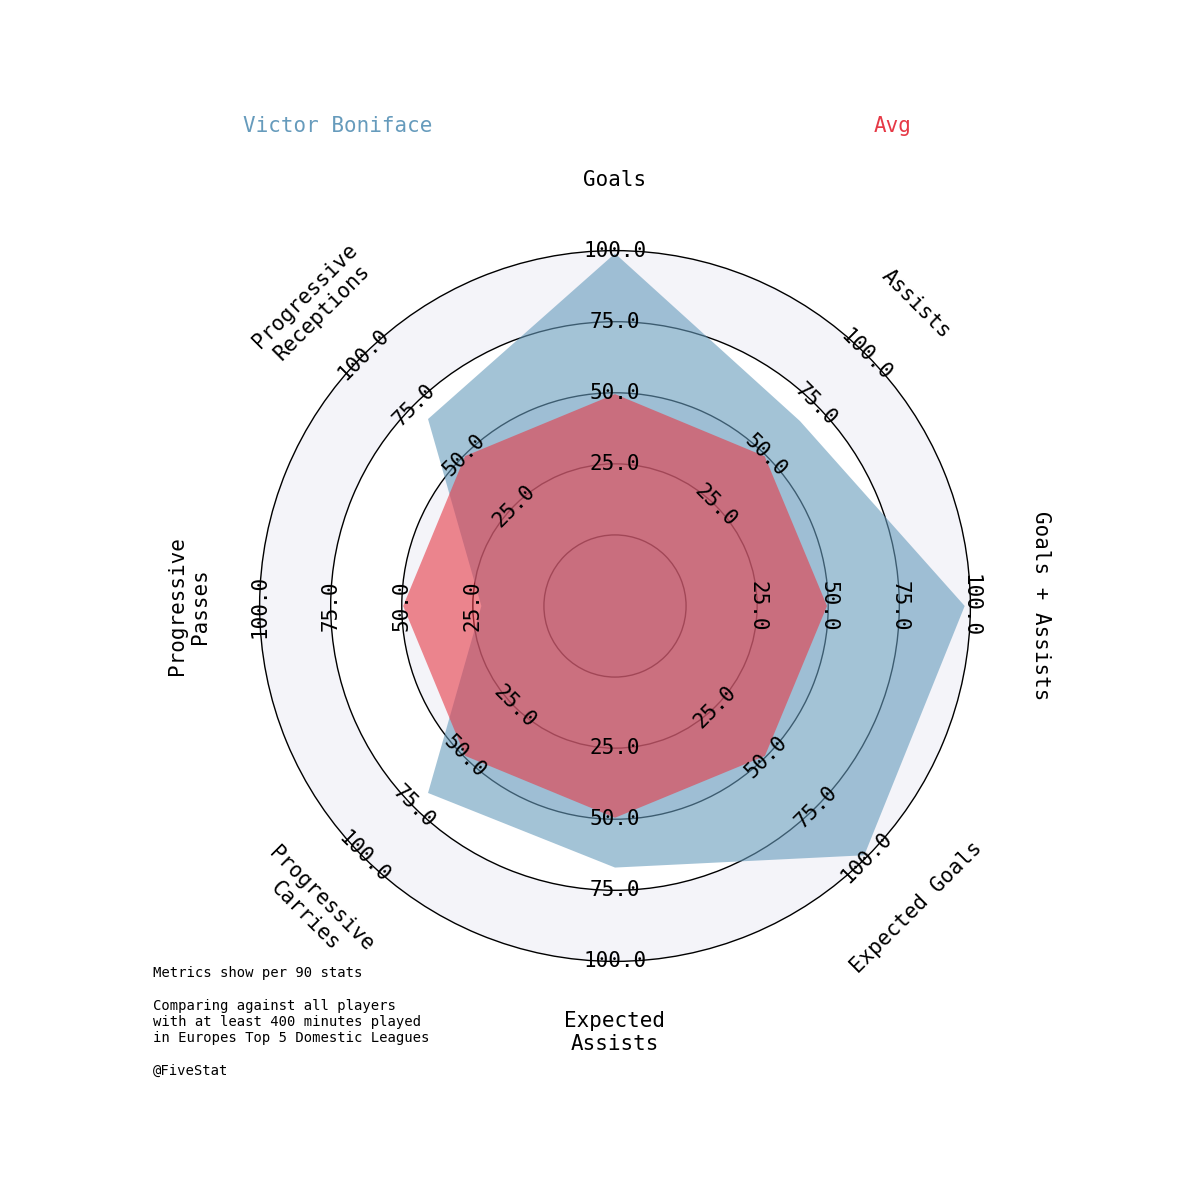 Victor Boniface
Avg
Goals
Assists
Goals + Assists
Expected Goals
Expected
Assists
Progressive
Carries
Progressive
Passes
Progressive
Receptions
25.0
50.0
75.0
100.0
25.0
50.0
75.0
100.0
25.0
50.0
75.0
100.0
25.0
50.0
75.0
100.0
25.0
50.0
75.0
100.0
25.0
50.0
75.0
100.0
25.0
50.0
75.0
100.0
25.0
50.0
75.0
100.0
Metrics show per 90 stats
Comparing against all players
with at least 400 minutes played
in Europes Top 5 Domestic Leagues
@FiveStat